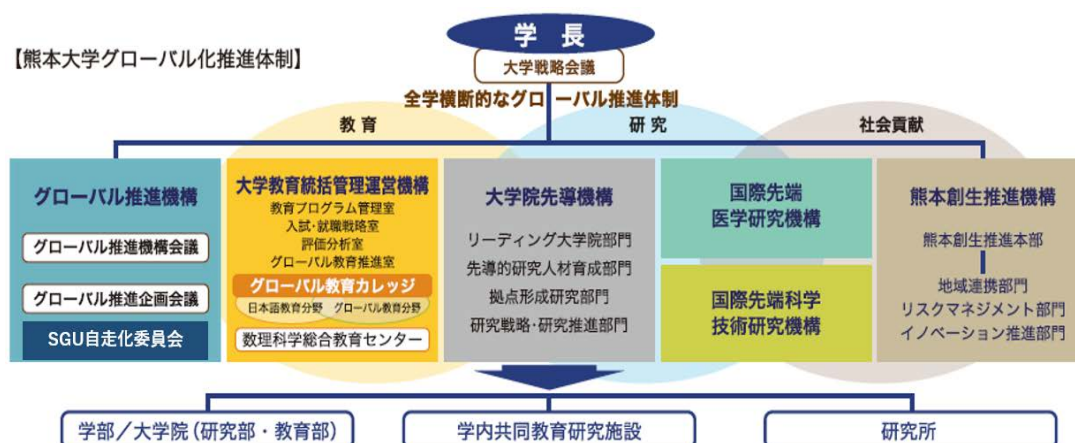 学 長
【熊本大学グローバル化推進体制】
大学戦略会議
全学横断的なグローバル推進体制
教 育
研 究
社会貢献
グローバル推進機構
グローバル推進機構会議
グローバル推進企画会議
SGU自走化委員会
大学教育統括管理運営機構
教育プログラム管理室
入試・就職戦略室
評価分析室
グローバル教育推進室
グローバル教育カレッジ
日本語教育分野 グローバル教育分野
数理科学総合教育センター
大学院先導機構
リーディング大学院部門
先導的研究人材育成部門
拠点形成研究部門
研究戦略・研究推進部門
国際先端
医学研究機構
国際先端科学
技術研究機構
熊本創生推進機構
熊本創生推進本部
地域連携部門
リスクマネジメント部門
イノベーション推進部門
学部／大学院（研究部・教育部）
学内共同教育研究施設
研究所